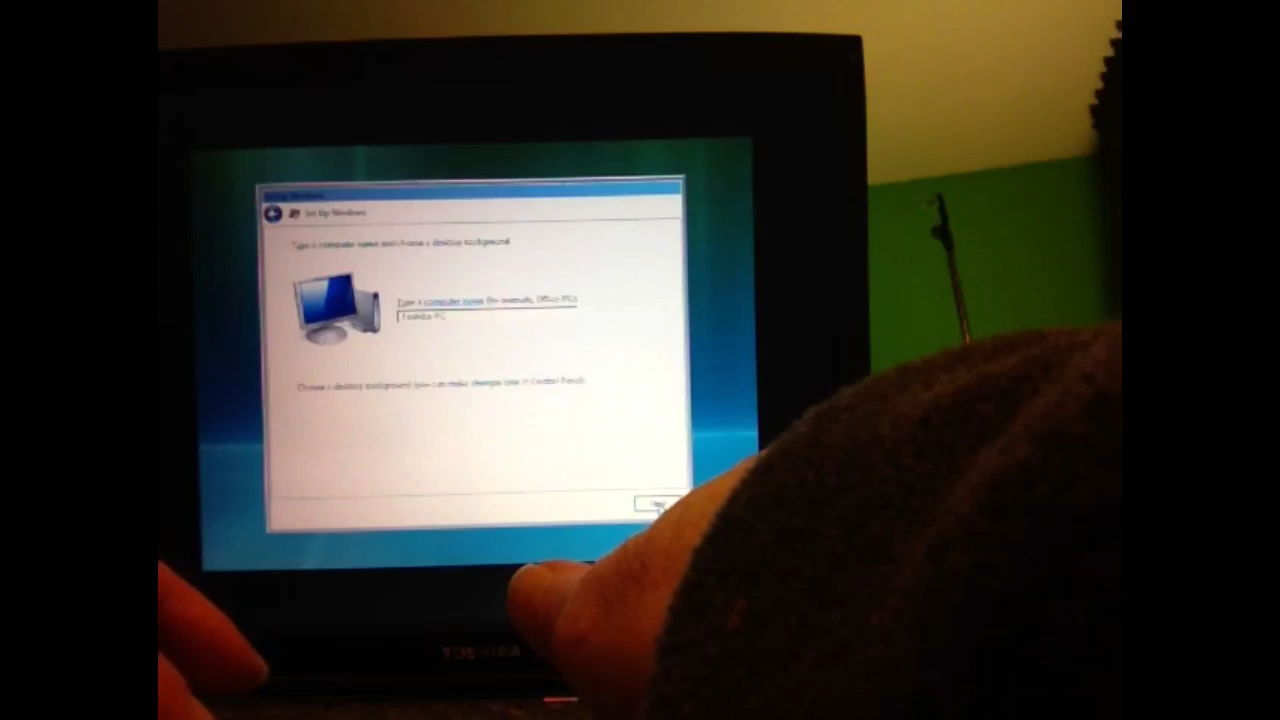 Set Up Windows
Type a computer name and choose a desktop background
Type a computer name (for example, Office-PC):
Toshiba-PC
Choose a desktop background (you can make changes later in Control Panel):
Next
TOSHIBA